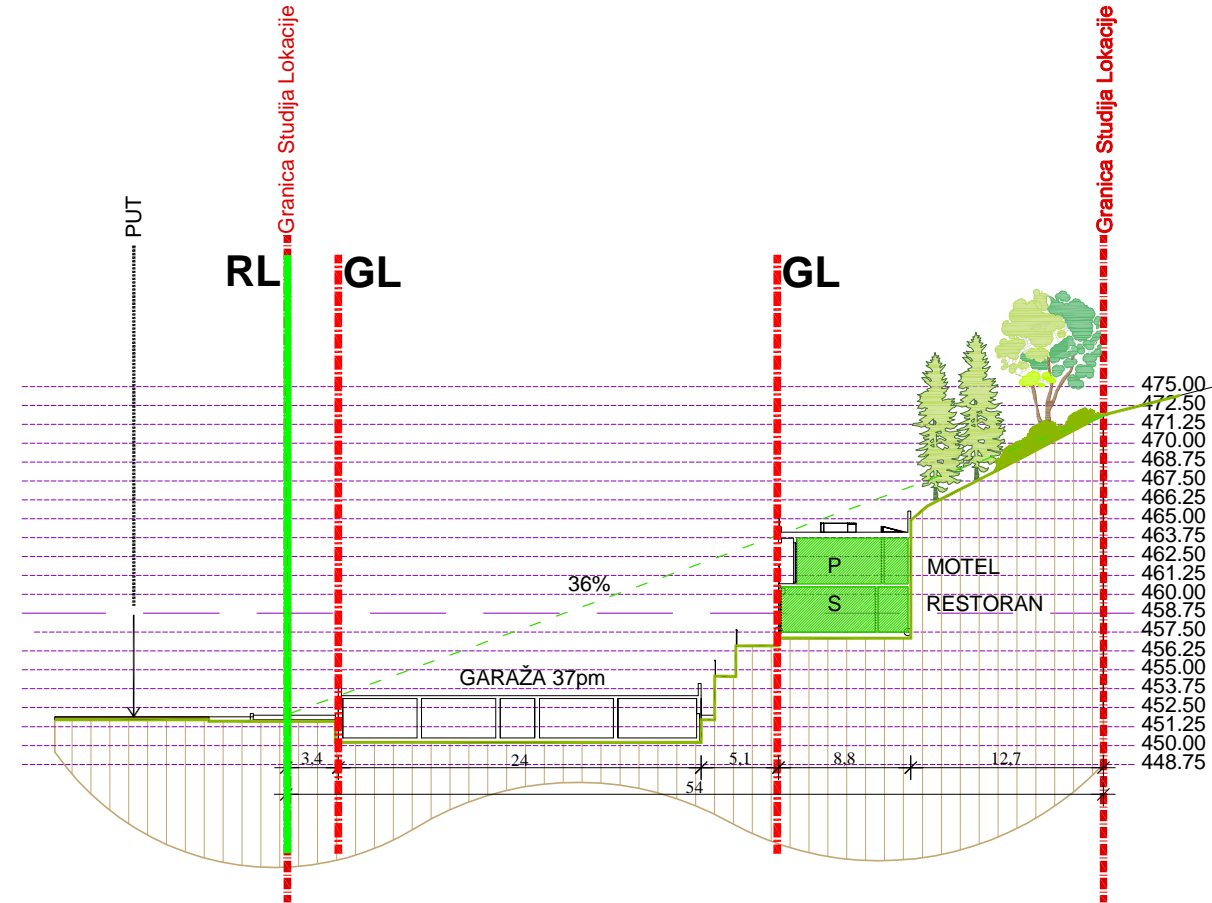 Granica Studija Lokacije
Granica Studija Lokacije
PUT
RL GL GL
475.00
472.50
471.25
470.00
468.75
467.50
466.25
465.00
463.75
462.50
P MOTEL 461.25
36% 460.00
S RESTORAN 458.75
457.50
456.25
455.00
GARAŽA 37pm 453.75
452.50
451.25
450.00
3,4 24 5,1 8,8 12,7 448.75
54